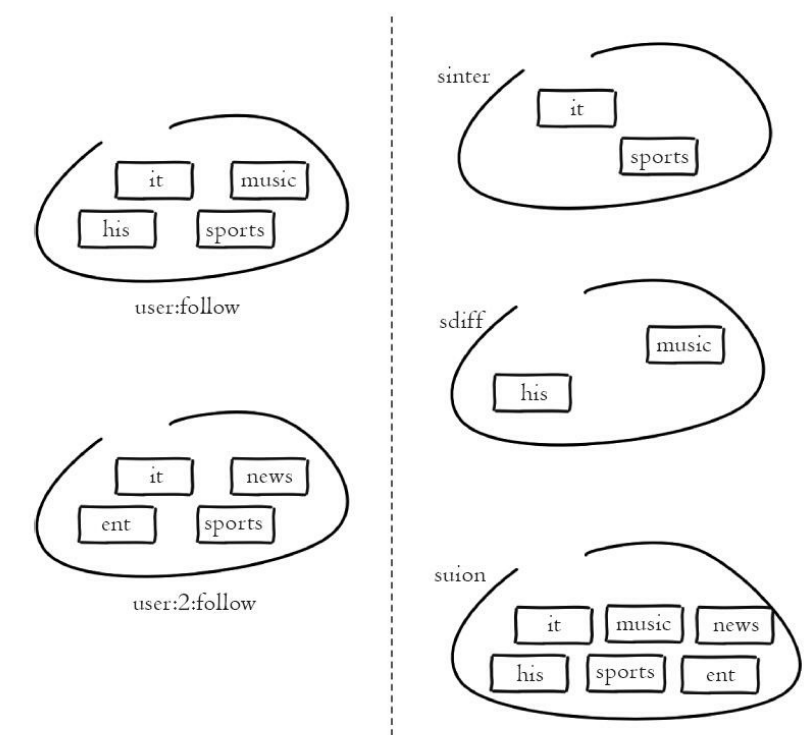 it music
his sports
user:follow
it news
ent sports
user:2:follow
sinter
it
sports
sdiff
music
his
suion
it music news
his sports ent